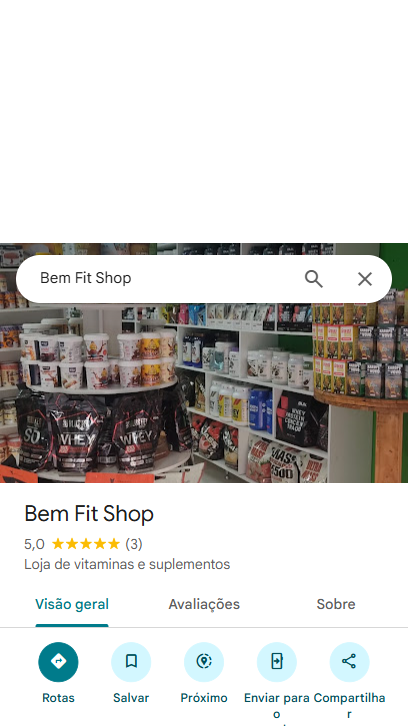 Bem Fit Shop
WHEY
WHEY
Bem Fit Shop
5,0 (3)
Loja de vitaminas e suplementos
Visão geral Avaliações Sobre
Rotas Salvar Próximo Enviar para o Compartilhar